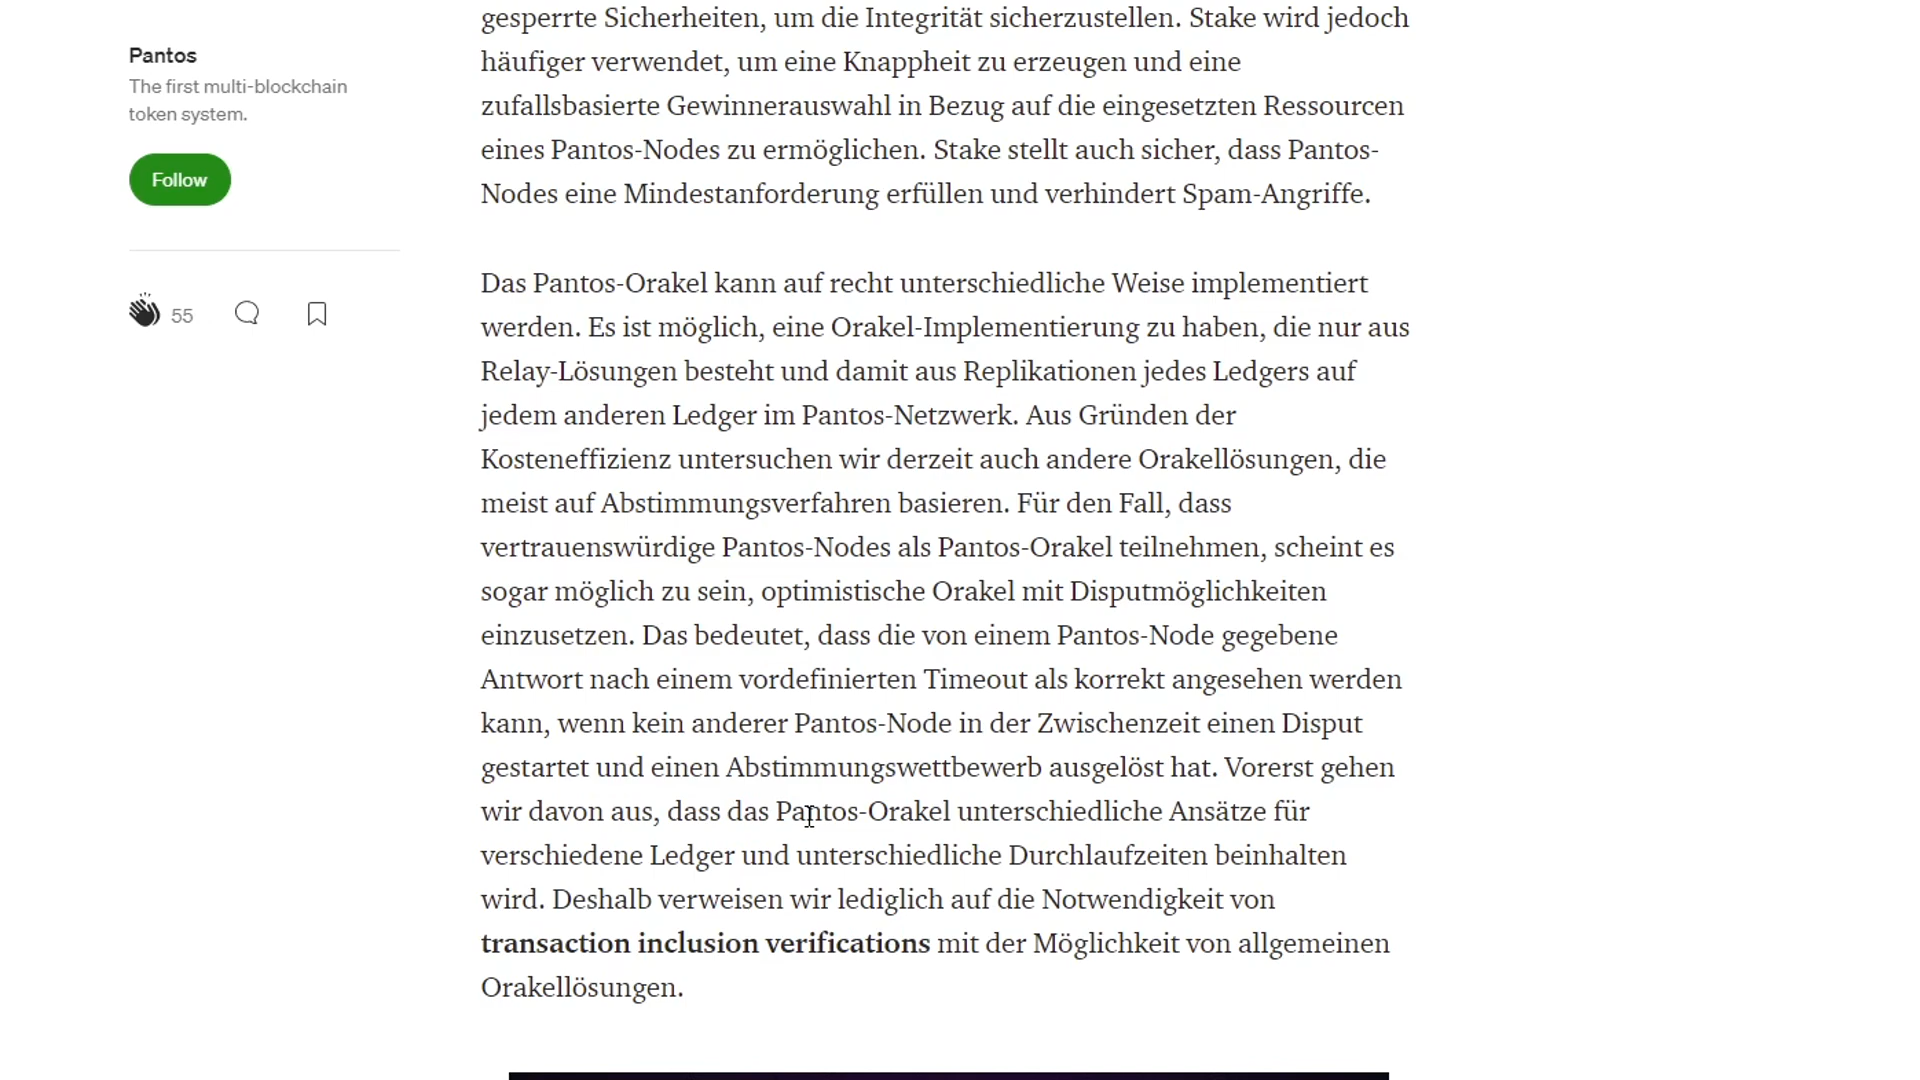 Pantos
The first multi-blockchain
token system.
Follow
55
gesperrte Sicherheiten, um die Integrität sicherzustellen. Stake wird jedoch
häufiger verwendet, um eine Knappheit zu erzeugen und eine
zufallsbasierte Gewinnerauswahl in Bezug auf die eingesetzten Ressourcen
eines Pantos-Nodes zu ermöglichen. Stake stellt auch sicher, dass Pantos-
Nodes eine Mindestanforderung erfüllen und verhindert Spam-Angriffe.
Das Pantos-Orakel kann auf recht unterschiedliche Weise implementiert
werden. Es ist möglich, eine Orakel-Implementierung zu haben, die nur aus
Relay-Lösungen besteht und damit aus Replikationen jedes Ledgers auf
jedem anderen Ledger im Pantos-Netzwerk. Aus Gründen der
Kosteneffizienz untersuchen wir derzeit auch andere Orakellösungen, die
meist auf Abstimmungsverfahren basieren. Für den Fall, dass
vertrauenswürdige Pantos-Nodes als Pantos-Orakel teilnehmen, scheint es
sogar möglich zu sein, optimistische Orakel mit Disputmöglichkeiten
einzusetzen. Das bedeutet, dass die von einem Pantos-Node gegebene
Antwort nach einem vordefinierten Timeout als korrekt angesehen werden
kann, wenn kein anderer Pantos-Node in der Zwischenzeit einen Disput
gestartet und einen Abstimmungswettbewerb ausgelöst hat. Vorerst gehen
wir davon aus, dass das Pantos-Orakel unterschiedliche Ansätze für
verschiedene Ledger und unterschiedliche Durchlaufzeiten beinhalten
wird. Deshalb verweisen wir lediglich auf die Notwendigkeit von
transaction inclusion verifications mit der Möglichkeit von allgemeinen
Orakellösungen.